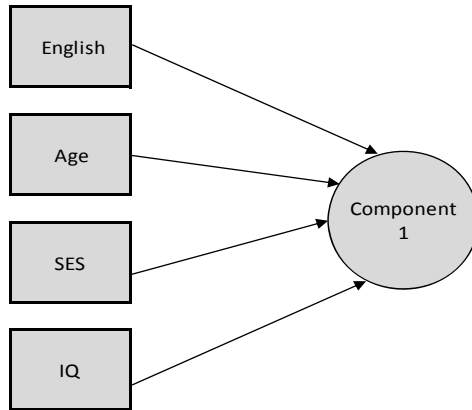 English
Age
SES
IQ
Component
1